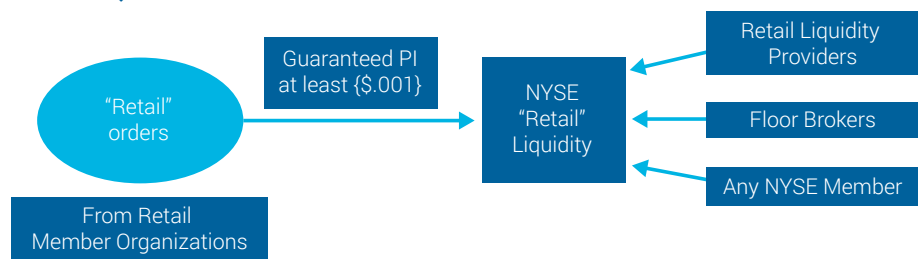 "Retail"
orders
From Retail
Member Organizations
Guaranteed PI
at least {$.001}
NYSE
"Retail"
Liquidity
Retail Liquidity
Providers
Floor Brokers
Any NYSE Member